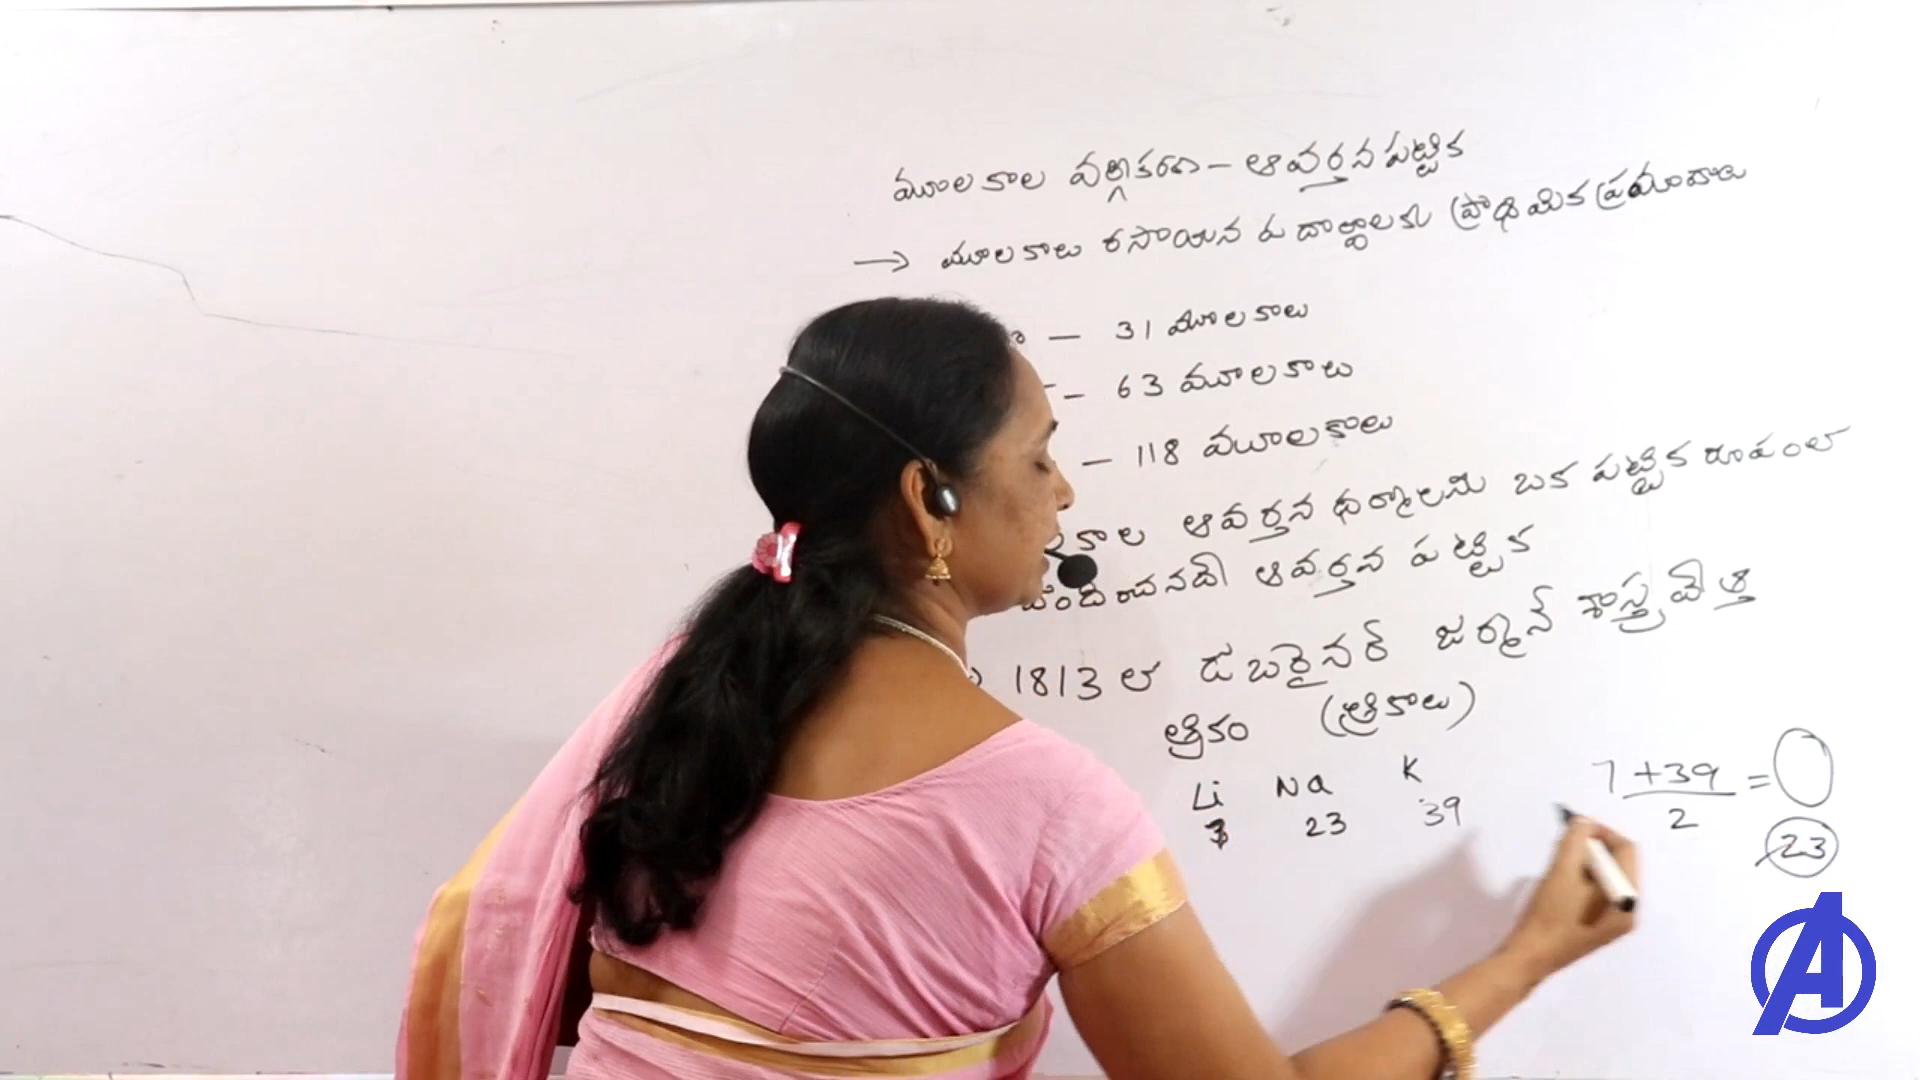 మూలకాల వర్గీకరణ - ఆవర్తన పట్టిక
→ మూలకాలు రసాయన పదార్థాలకు ప్రాథమిక ప్రమాణాలు
— 31 మూలకాలు
— 63 మూలకాలు
— 118 మూలకాలు
కాల ఆవర్తన ధర్మాలను ఒక పట్టిక రూపంలో
ఆవర్తన పట్టిక
1813 లో డాబరైనర్ జర్మానీ శాస్త్రవేత్త
త్రికం (త్రికాలు)
Li Na K
7 23 39
7 + 39 / 2 =
23